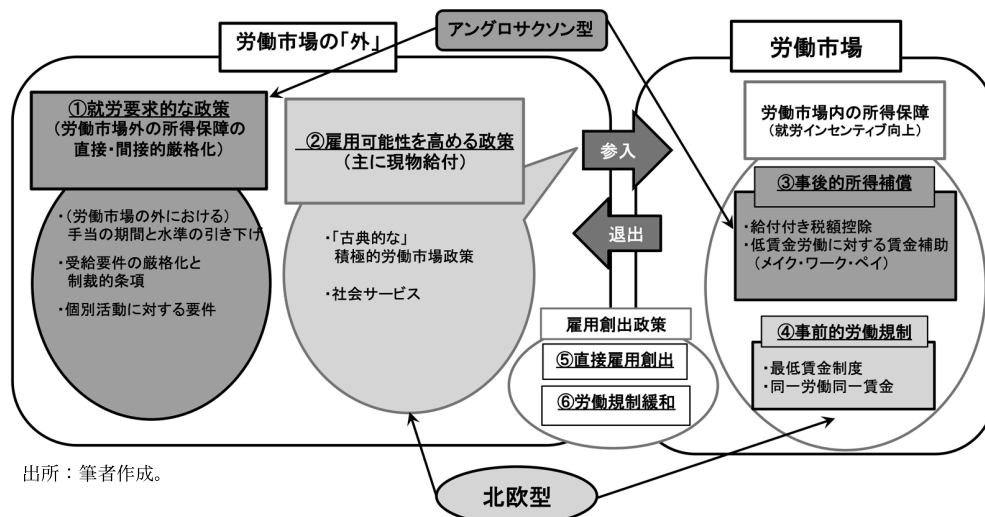 アングロサクソン型
労働市場の「外」
労働市場
①就労要求的な政策
(労働市場外の所得保障の
直接・間接的厳格化)
・(労働市場の外における)
手当の期間と水準の引き下げ
・受給要件の厳格化と
制裁的条項
・個別活動に対する要件
②雇用可能性を高める政策
(主に現物給付)
・「古典的な」
積極的労働市場政策
・社会サービス
参入
退出
労働市場内の所得保障
(就労インセンティブ向上)
③事後的所得補償
・給付付き税額控除
・低賃金労働に対する賃金補助
(メイク・ワーク・ペイ)
④事前的労働規制
・最低賃金制度
・同一労働同一賃金
雇用創出政策
⑤直接雇用創出
⑥労働規制緩和
北欧型
出所：筆者作成。